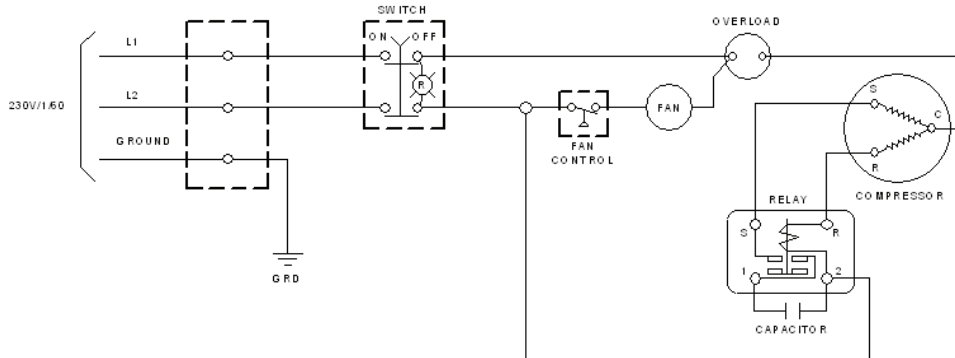 SWITCH
ON OFF
OVERLOAD
L1
R
L2
230V/1.60
FAN
S
C
GROUND
FAN
CONTROL
R
COMPRESSOR
RELAY
S
R
1
2
GRD
CAPACITOR